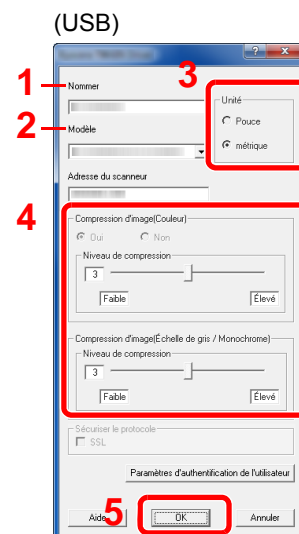 (USB)
1
Nommer
3
Unité
Pouce
métrique
2
Modèle
Adresse du scanneur
4
Compression d'image(Couleur)
Oui Non
Niveau de compression
3
Faible Élevé
Compression d'image(Échelle de gris / Monochrome)
Niveau de compression
3
Faible Élevé
Sécuriser le protocole
SSL
Paramètres d'authentification de l'utilisateur
5
Aide OK Annuler